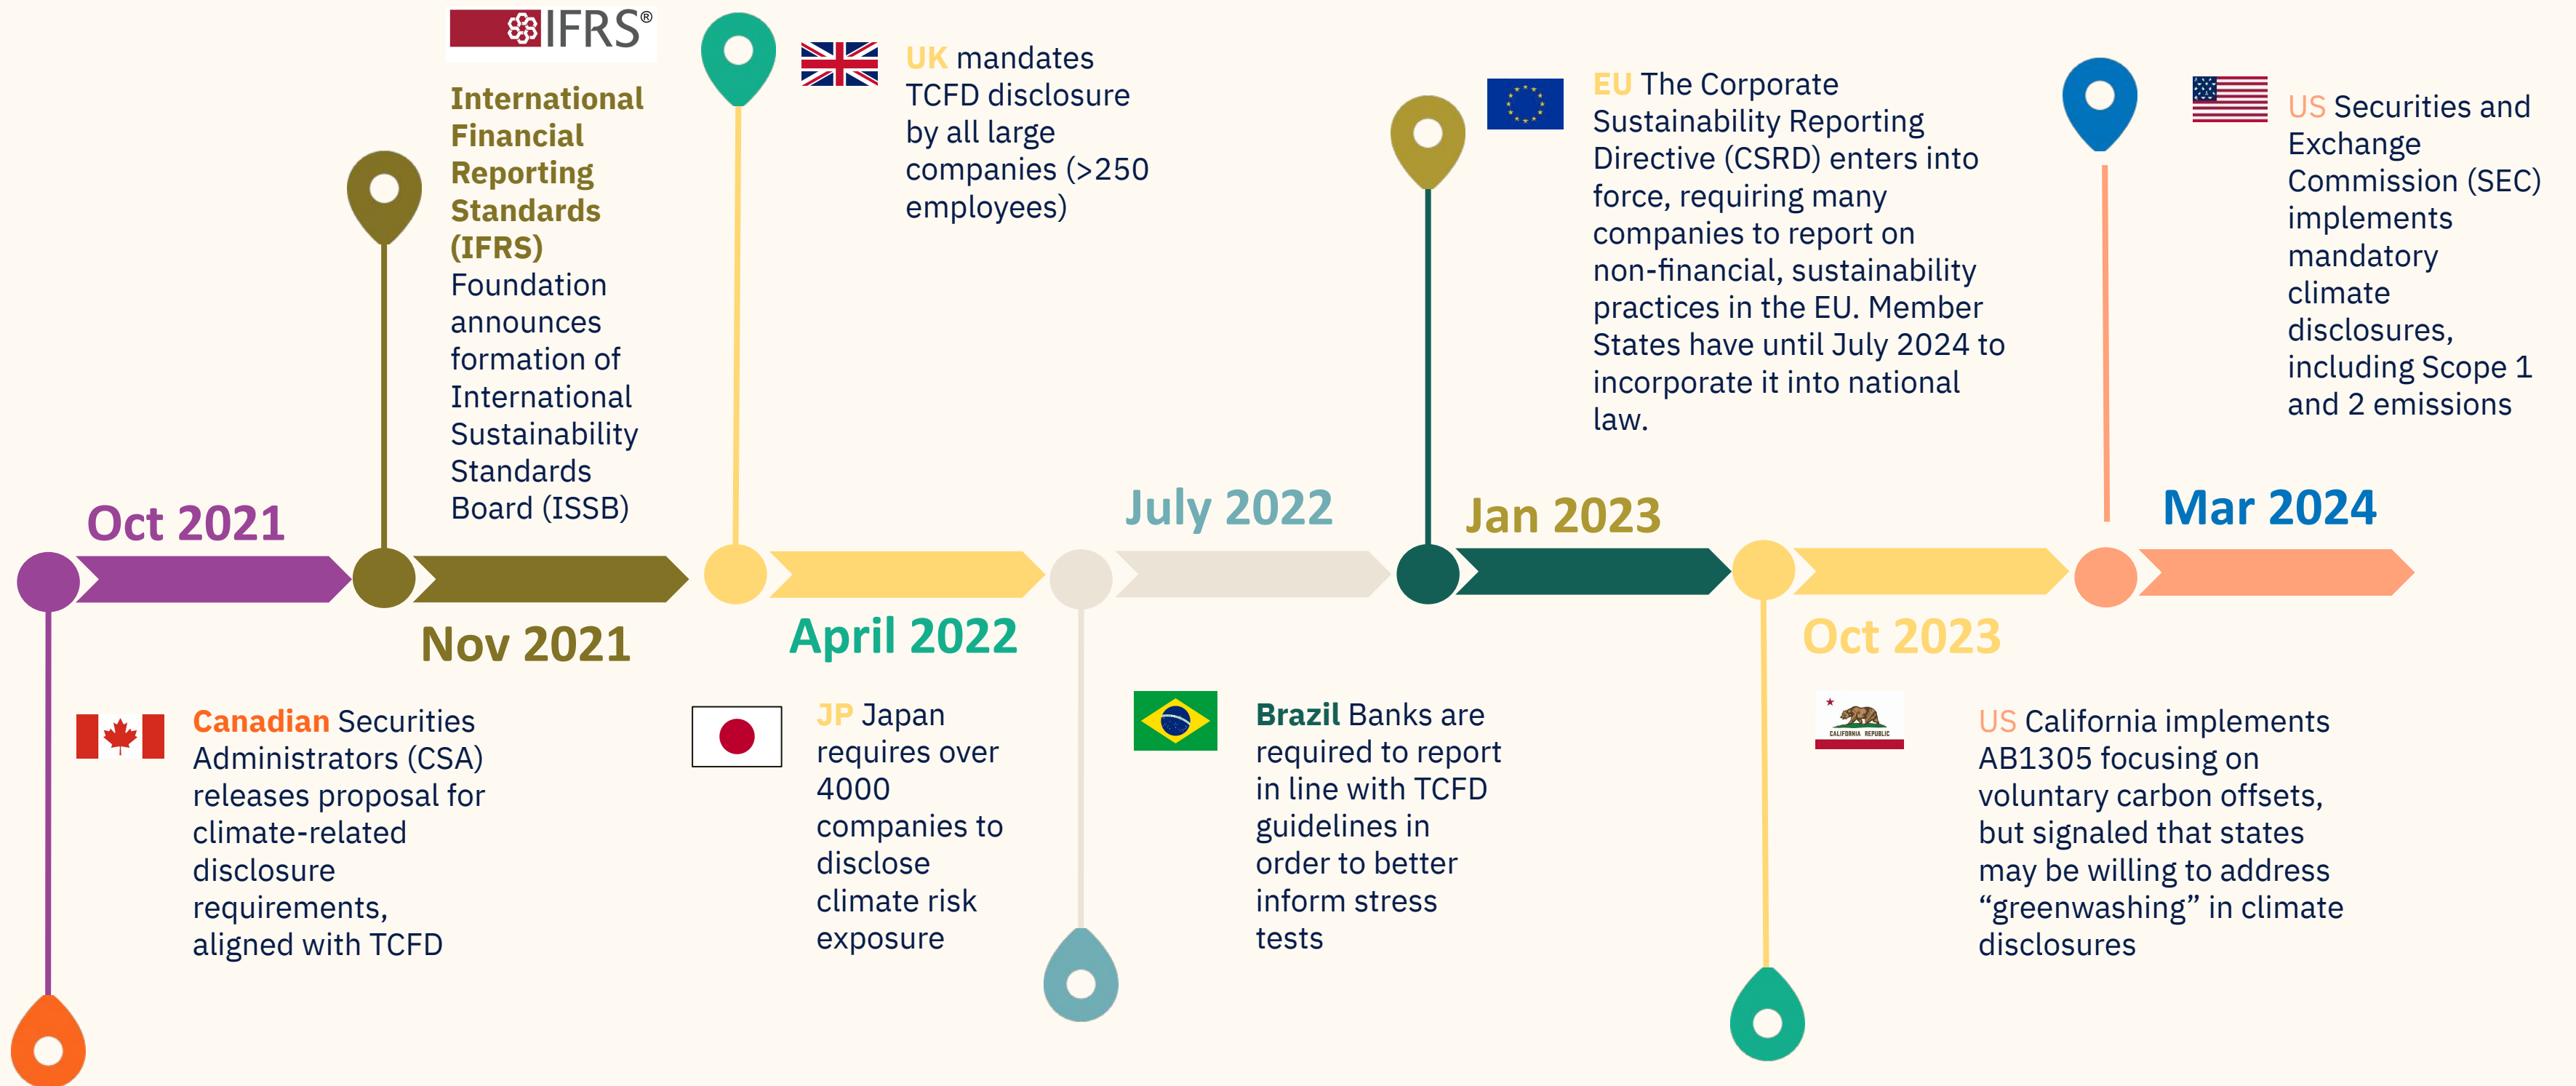 IFRS®
International
Financial
Reporting
Standards
(IFRS)
Foundation
announces
formation of
International
Sustainability
Standards
Board (ISSB)
UK mandates
TCFD disclosure
by all large
companies (>250
employees)
EU The Corporate
Sustainability Reporting
Directive (CSRD) enters into
force, requiring many
companies to report on
non-financial, sustainability
practices in the EU. Member
States have until July 2024 to
incorporate it into national
law.
US Securities and
Exchange
Commission (SEC)
implements
mandatory
climate
disclosures,
including Scope 1
and 2 emissions
Oct 2021
Nov 2021
April 2022
July 2022
Jan 2023
Oct 2023
Mar 2024
Canadian Securities
Administrators (CSA)
releases proposal for
climate-related
disclosure
requirements,
aligned with TCFD
JP Japan
requires over
4000
companies to
disclose
climate risk
exposure
Brazil Banks are
required to report
in line with TCFD
guidelines in
order to better
inform stress
tests
CALIFORNIA REPUBLIC
US California implements
AB1305 focusing on
voluntary carbon offsets,
but signaled that states
may be willing to address
“greenwashing” in climate
disclosures